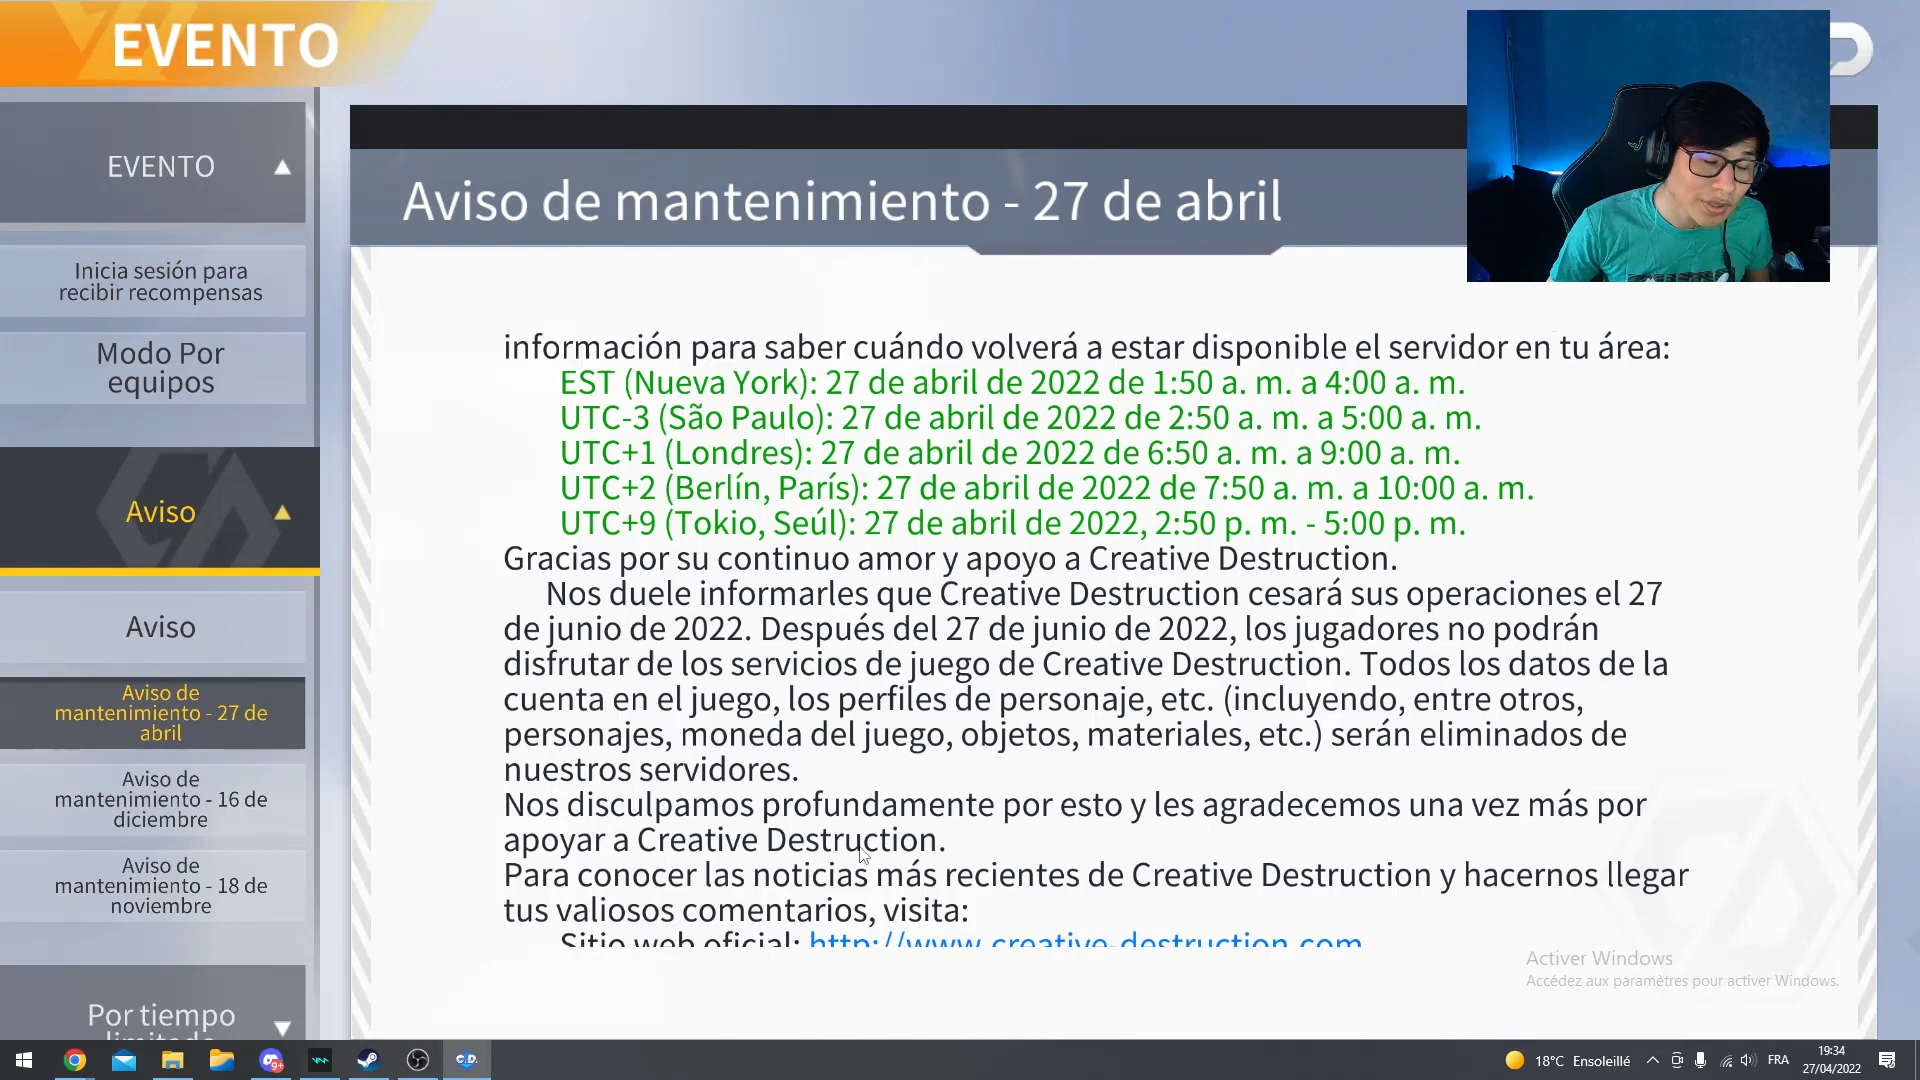 EVENTO
EVENTO
Inicia sesión para
recibir recompensas
Modo Por
equipos
Aviso
Aviso
Aviso de
mantenimiento - 27 de
abril
Aviso de
mantenimiento - 16 de
diciembre
Aviso de
mantenimiento - 18 de
noviembre
Por tiempo
limitado
Aviso de mantenimiento - 27 de abril
información para saber cuándo volverá a estar disponible el servidor en tu área:
EST (Nueva York): 27 de abril de 2022 de 1:50 a. m. a 4:00 a. m.
UTC-3 (São Paulo): 27 de abril de 2022 de 2:50 a. m. a 5:00 a. m.
UTC+1 (Londres): 27 de abril de 2022 de 6:50 a. m. a 9:00 a. m.
UTC+2 (Berlín, París): 27 de abril de 2022 de 7:50 a. m. a 10:00 a. m.
UTC+9 (Tokio, Seúl): 27 de abril de 2022, 2:50 p. m. - 5:00 p. m.
Gracias por su continuo amor y apoyo a Creative Destruction.
Nos duele informarles que Creative Destruction cesará sus operaciones el 27
de junio de 2022. Después del 27 de junio de 2022, los jugadores no podrán
disfrutar de los servicios de juego de Creative Destruction. Todos los datos de la
cuenta en el juego, los perfiles de personaje, etc. (incluyendo, entre otros,
personajes, moneda del juego, objetos, materiales, etc.) serán eliminados de
nuestros servidores.
Nos disculpamos profundamente por esto y les agradecemos una vez más por
apoyar a Creative Destruction.
Para conocer las noticias más recientes de Creative Destruction y hacernos llegar
tus valiosos comentarios, visita:
Sitio web oficial: http://www.creative-destruction.com
Activer Windows
Accédez aux paramètres pour activer Windows.
9+
C.D.
18°C Ensoleillé
FRA
19:34
27/04/2022